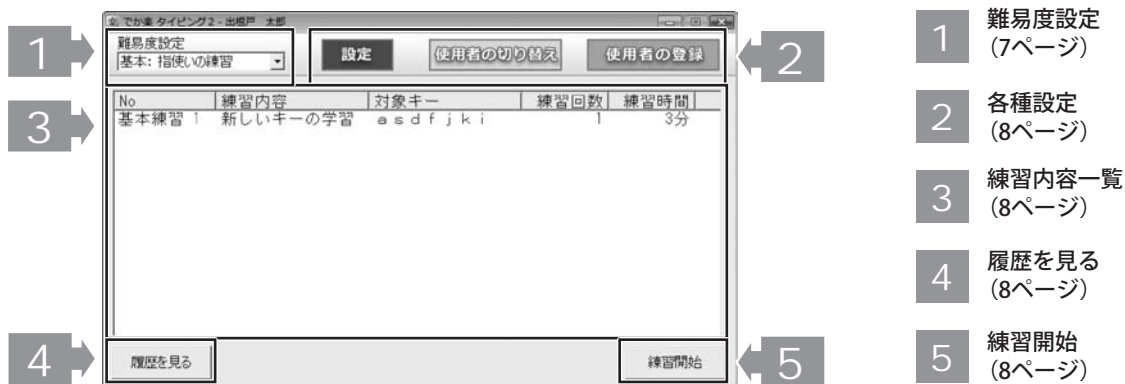 でか楽 タイピング2 - 出根戸 太郎
1
難易度設定
基本: 指使いの練習
設定
使用者の切り替え
使用者の登録
2
3
No 練習内容 対象キー 練習回数 練習時間
基本練習 1 新しいキーの学習 asdfjki 1 3分
4
履歴を見る
練習開始
5
1
難易度設定
(7ページ)
2
各種設定
(8ページ)
3
練習内容一覧
(8ページ)
4
履歴を見る
(8ページ)
5
練習開始
(8ページ)